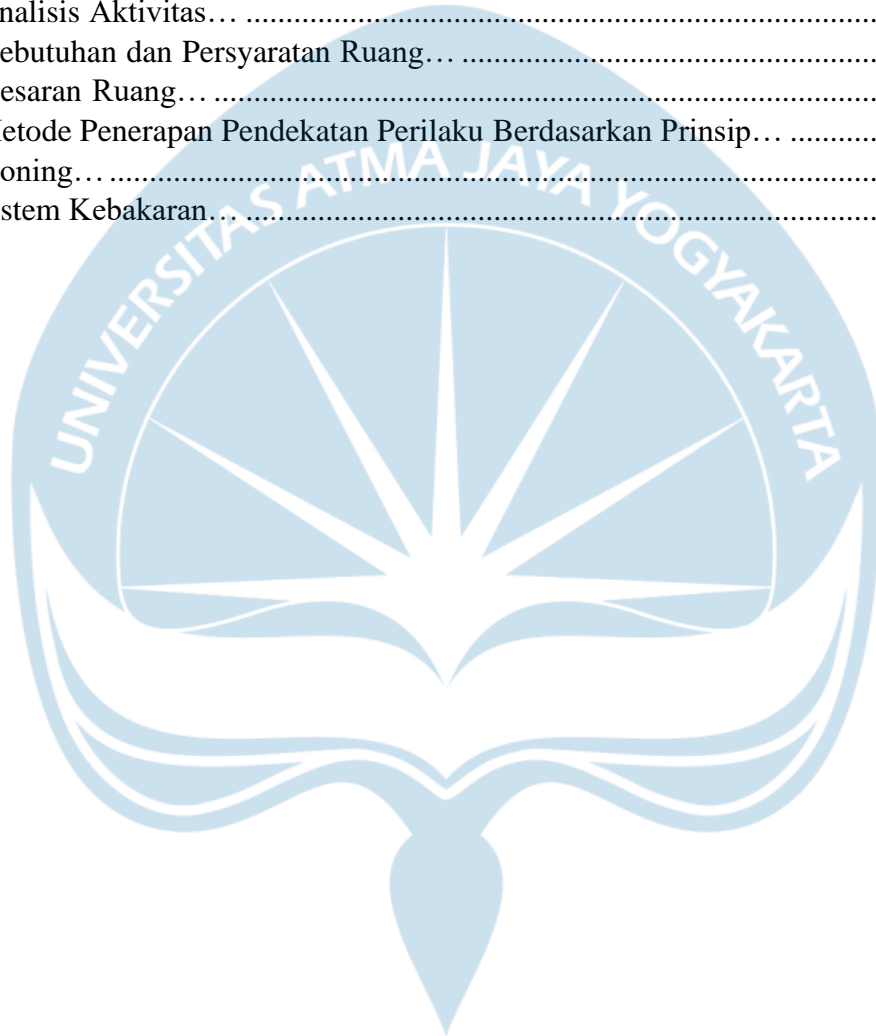 nalisis Aktivitas… ........................................................................................
ebutuhan dan Persyaratan Ruang… ........................................................
esaran Ruang… ...........................................................................................
etode Penerapan Pendekatan Perilaku Berdasarkan Prinsip… ............
oning… .......................................................................................................
stem Kebakaran… ......................................................................................
UNIVERSITAS ATMA JAYA YOGYAKARTA